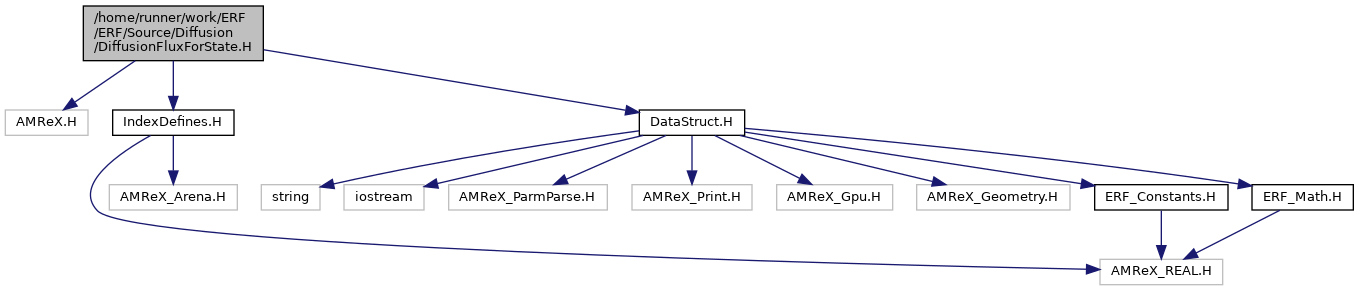 /home/runner/work/ERF
/ERF/Source/Diffusion
/DiffusionFluxForState.H
AMReX.H
IndexDefines.H
DataStruct.H
AMReX_Arena.H
string
iostream
AMReX_ParmParse.H
AMReX_Print.H
AMReX_Gpu.H
AMReX_Geometry.H
ERF_Constants.H
ERF_Math.H
AMReX_REAL.H